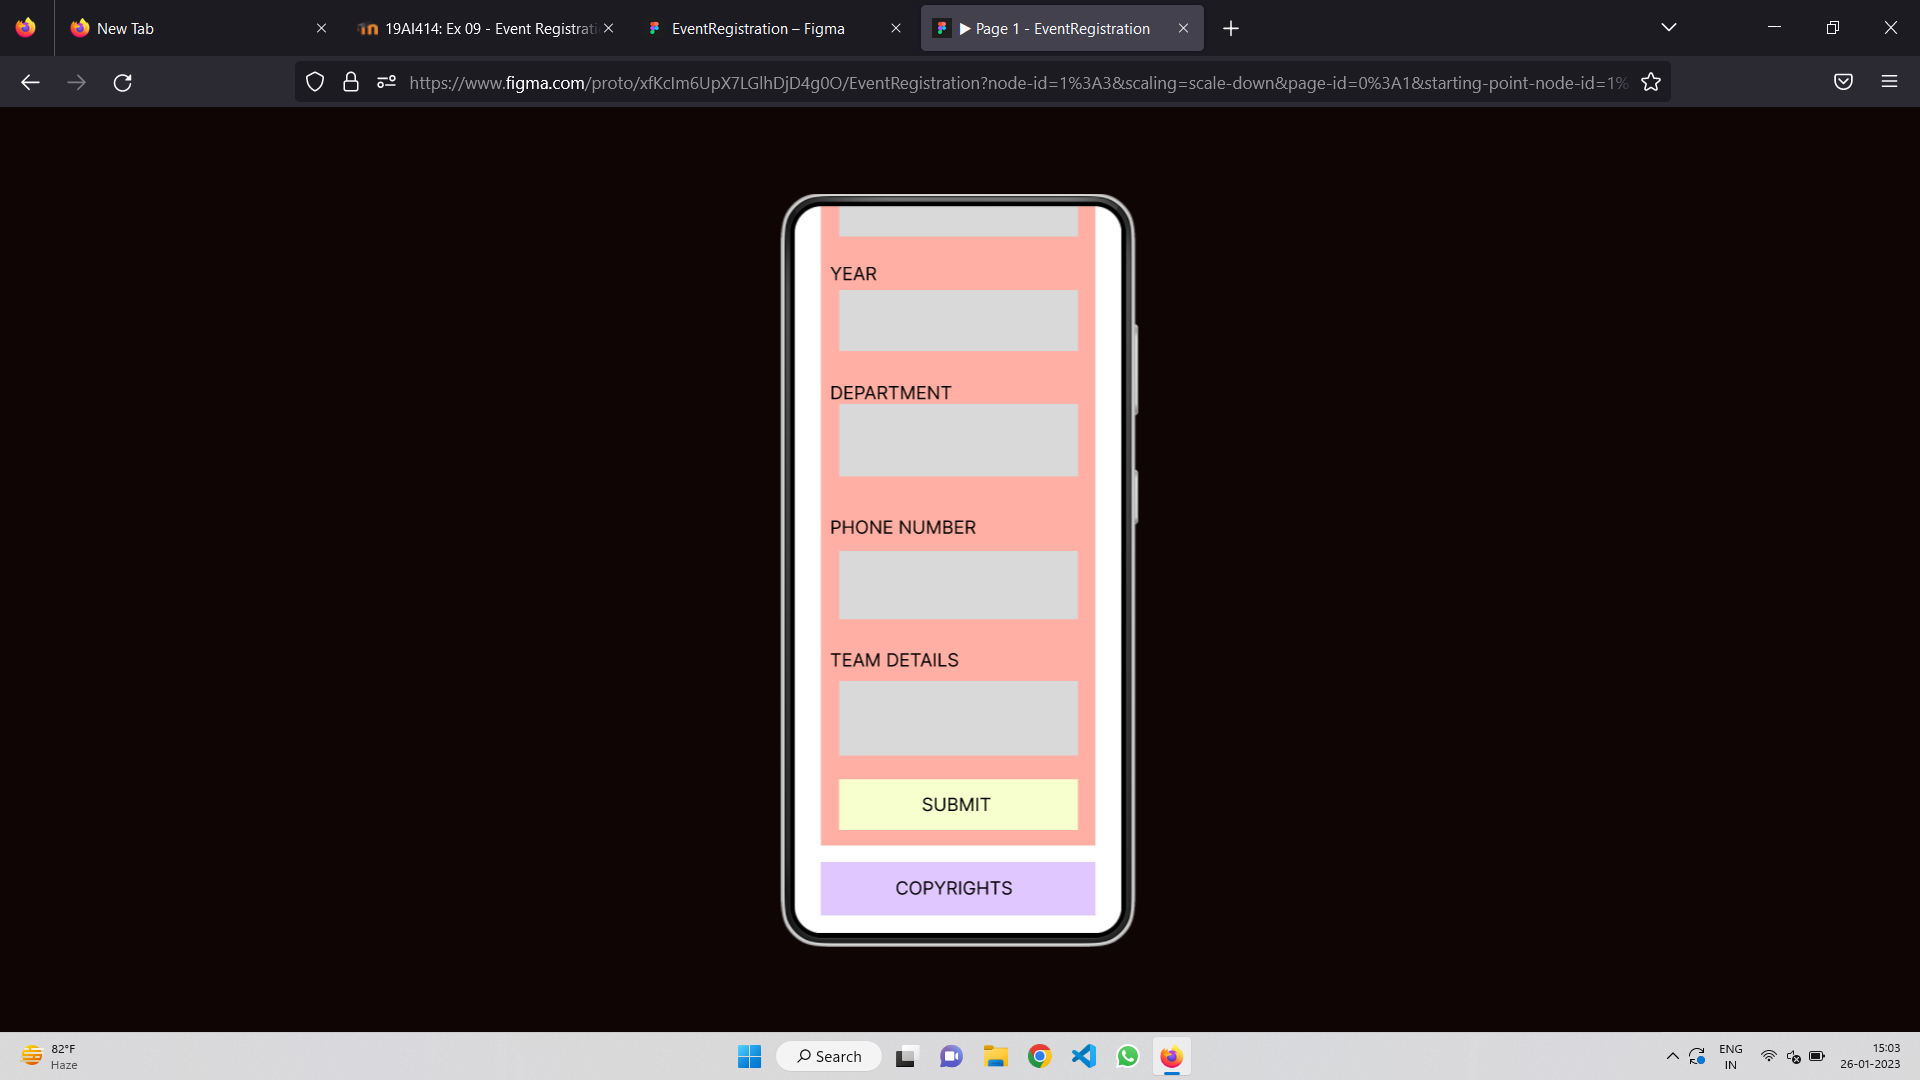 New Tab
19AI414: Ex 09 - Event Registrati
EventRegistration – Figma
Page 1 - EventRegistration
https://www.figma.com/proto/xfKcIm6UpX7LGlhDjD4g0O/EventRegistration?node-id=1%3A3&scaling=scale-down&page-id=0%3A1&starting-point-node-id=1%
YEAR
DEPARTMENT
PHONE NUMBER
TEAM DETAILS
SUBMIT
COPYRIGHTS
82°F
Haze
Search
ENG
IN
15:03
26-01-2023